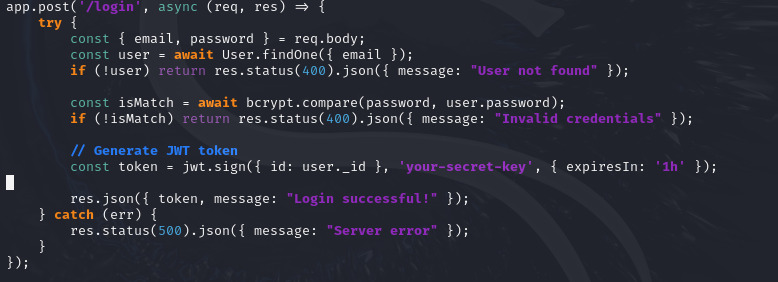 app.post('/login', async (req, res) => {
    try {
        const { email, password } = req.body;
        const user = await User.findOne({ email });
        if (!user) return res.status(400).json({ message: "User not found" });

        const isMatch = await bcrypt.compare(password, user.password);
        if (!isMatch) return res.status(400).json({ message: "Invalid credentials" });

        // Generate JWT token
        const token = jwt.sign({ id: user._id }, 'your-secret-key', { expiresIn: '1h' });

        res.json({ token, message: "Login successful!" });
    } catch (err) {
        res.status(500).json({ message: "Server error" });
    }
});